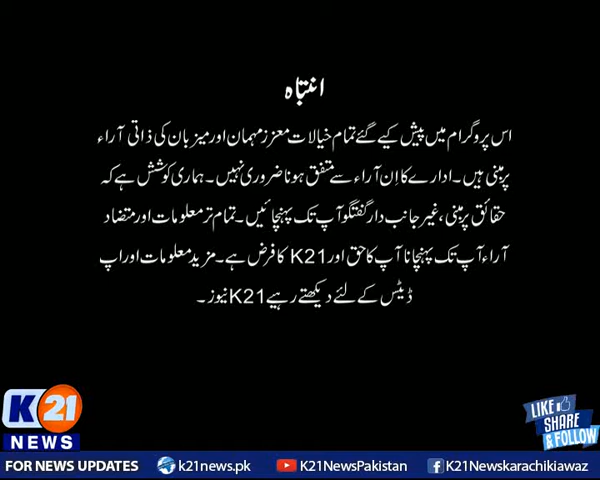 انتباہ
اس پروگرام میں پیش کیے گئے تمام خیالات معزز مہمان اور میزبان کی ذاتی آراء
پر مبنی ہیں۔ ادارے کا اِن آراء سے متفق ہونا ضروری نہیں۔ ہماری کوشش ہے کہ
حقائق پر مبنی، غیر جانب دار گفتگو آپ تک پہنچائیں۔ تمام تر معلومات اور متضاد
آراء آپ تک پہنچانا آپ کا حق اور K21 کا فرض ہے۔ مزید معلومات اور اپ
ڈیٹس کے لئے دیکھتے رہیے K21 نیوز۔
K21
NEWS
LIKE
SHARE
& FOLLOW
FOR NEWS UPDATES k21news.pk K21NewsPakistan K21Newskarachikiawaz